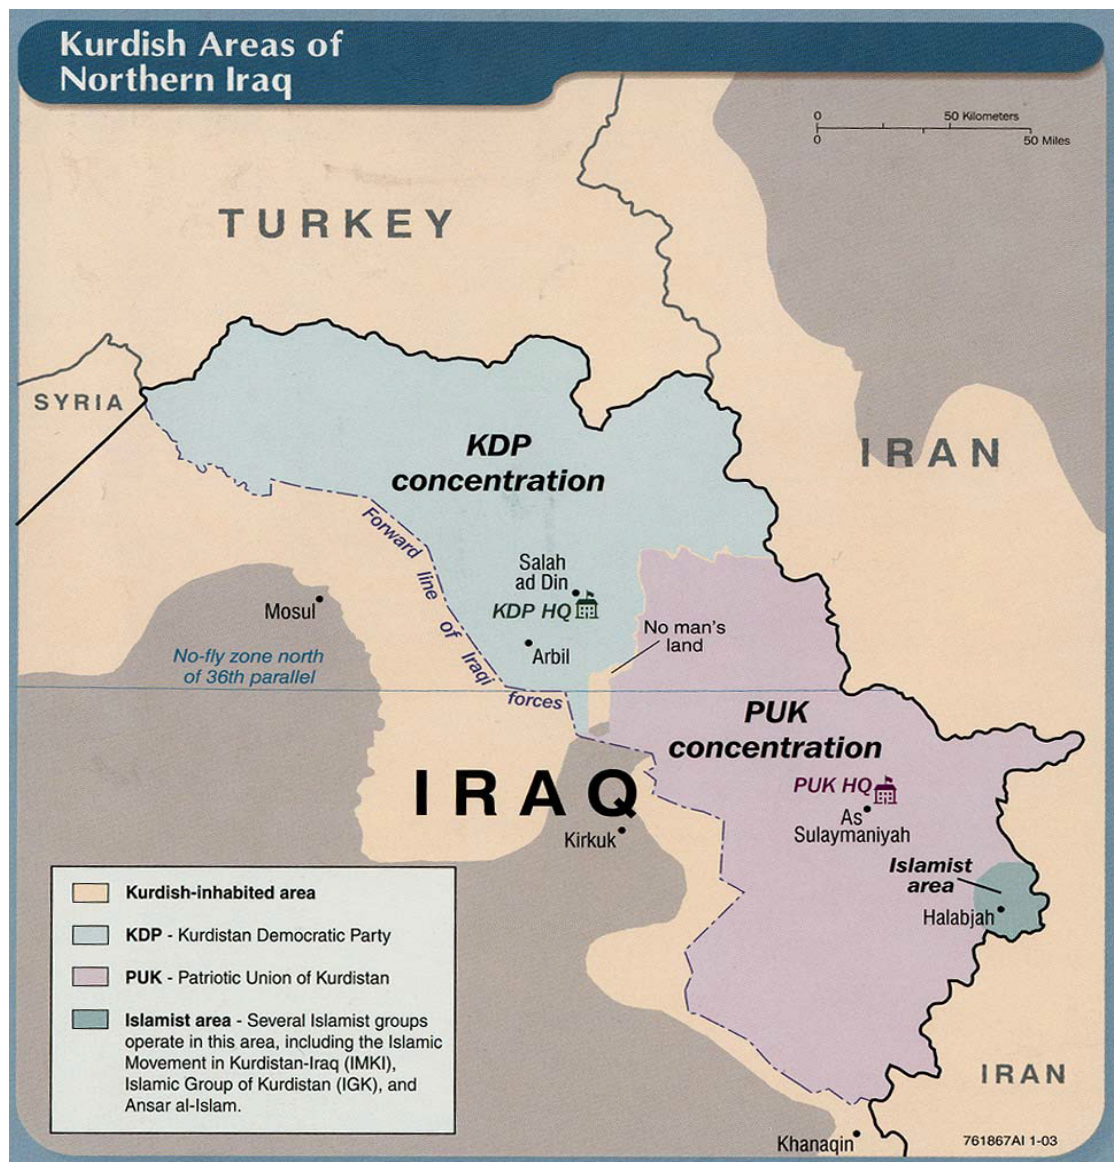 Kurdish Areas of
Northern Iraq
0 50 Kilometers
0 50 Miles
TURKEY
SYRIA
IRAN
KDP
concentration
Forward line of Iraqi forces
Salah
ad Din
KDP HQ
Mosul
Arbil
No man's
land
No-fly zone north
of 36th parallel
PUK
concentration
IRAQ
PUK HQ
As
Sulaymaniyah
Kirkuk
Islamist
area
Halabjah
Kurdish-inhabited area
KDP - Kurdistan Democratic Party
PUK - Patriotic Union of Kurdistan
Islamist area - Several Islamist groups
operate in this area, including the Islamic
Movement in Kurdistan-Iraq (IMKI),
Islamic Group of Kurdistan (IGK), and
Ansar al-Islam.
IRAN
Khanaqin
761867AI 1-03